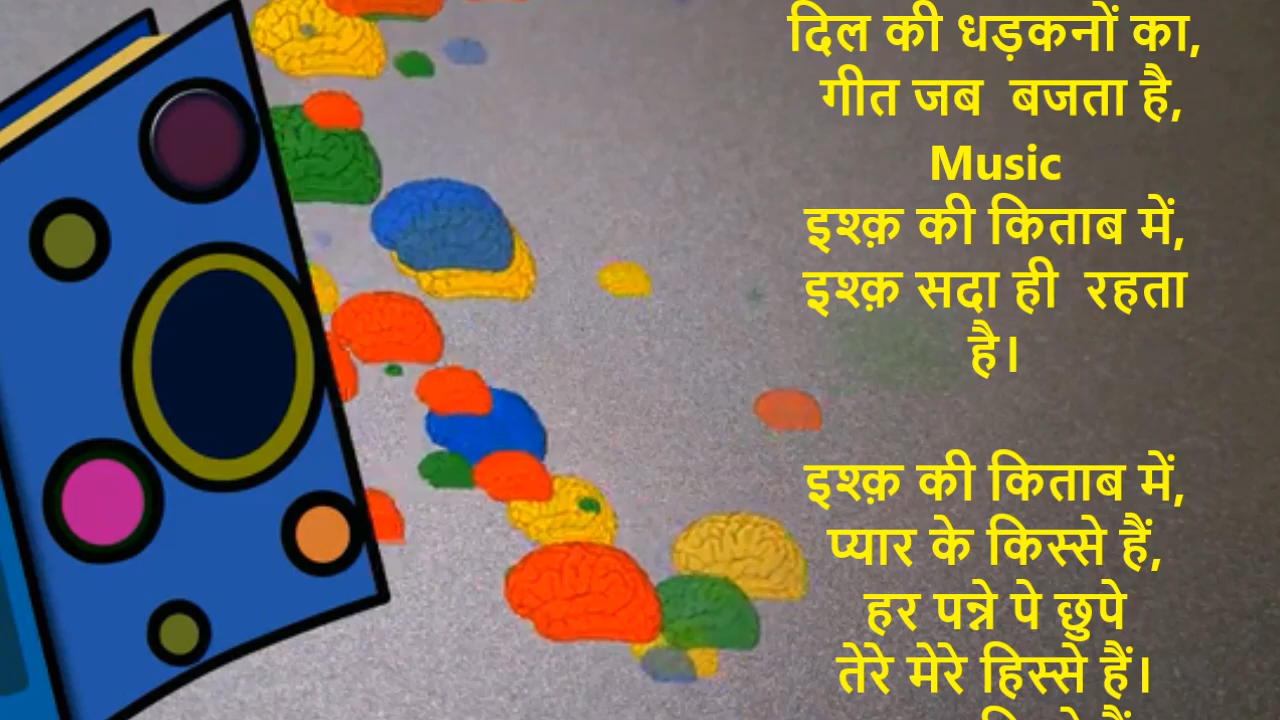 दिल की धड़कनों का,
गीत जब बजता है,
Music
इश्क़ की किताब में,
इश्क़ सदा ही रहता
है।
इश्क़ की किताब में,
प्यार के किस्से हैं,
हर पन्ने पे छुपे
तेरे मेरे हिस्से हैं।